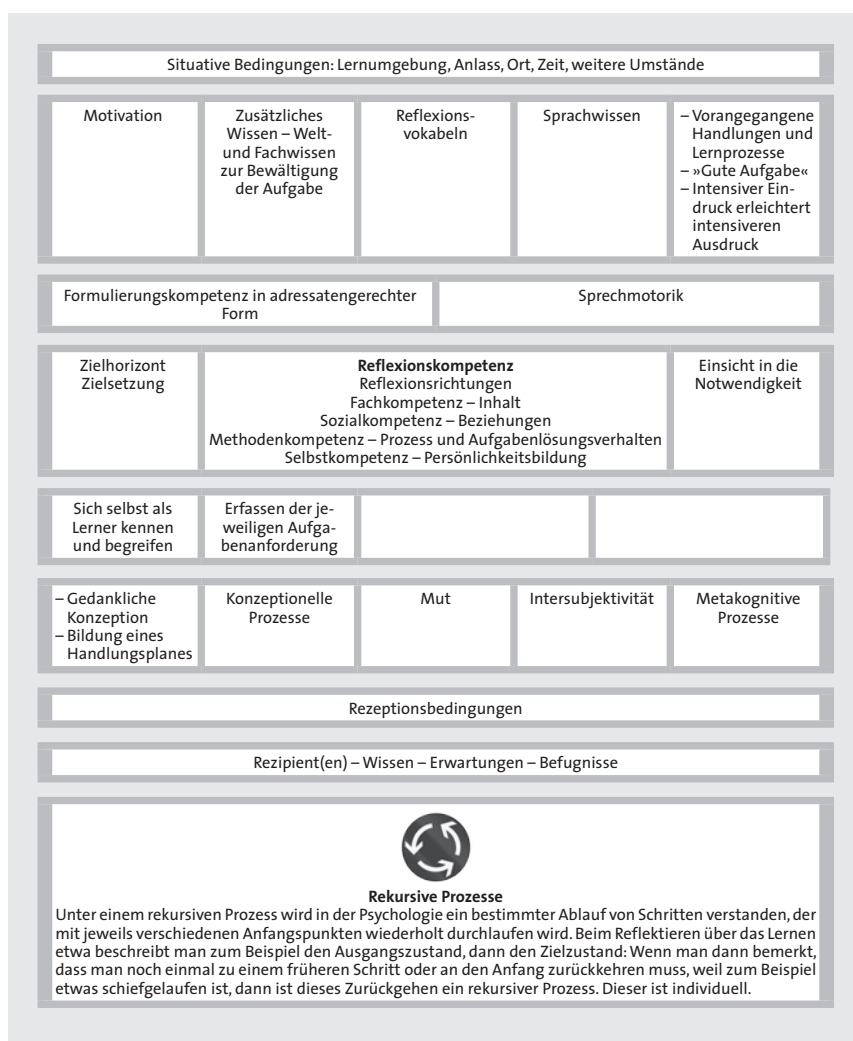 Situative Bedingungen: Lernumgebung, Anlass, Ort, Zeit, weitere Umstände
Motivation
Zusätzliches
Wissen – Welt-
und Fachwissen
zur Bewältigung
der Aufgabe
Reflexions-
vokabeln
Sprachwissen
– Vorangegangene
Handlungen und
Lernprozesse
– »Gute Aufgabe«
– Intensiver Ein-
druck erleichtert
intensiveren
Ausdruck
Formulierungskompetenz in adressatengerechter
Form
Sprechmotorik
Zielhorizont
Zielsetzung
Reflexionskompetenz
Reflexionsrichtungen
Fachkompetenz – Inhalt
Sozialkompetenz – Beziehungen
Methodenkompetenz – Prozess und Aufgabenlösungsverhalten
Selbstkompetenz – Persönlichkeitsbildung
Einsicht in die
Notwendigkeit
Sich selbst als
Lerner kennen
und begreifen
Erfassen der je-
weiligen Aufga-
benanforderung
– Gedankliche
Konzeption
– Bildung eines
Handlungsplanes
Konzeptionelle
Prozesse
Mut
Intersubjektivität
Metakognitive
Prozesse
Rezeptionsbedingungen
Rezipient(en) – Wissen – Erwartungen – Befugnisse
Rekursive Prozesse
Unter einem rekursiven Prozess wird in der Psychologie ein bestimmter Ablauf von Schritten verstanden, der
mit jeweils verschiedenen Anfangspunkten wiederholt durchlaufen wird. Beim Reflektieren über das Lernen
etwa beschreibt man zum Beispiel den Ausgangszustand, dann den Zielzustand: Wenn man dann bemerkt,
dass man noch einmal zu einem früheren Schritt oder an den Anfang zurückkehren muss, weil zum Beispiel
etwas schiefgelaufen ist, dann ist dieses Zurückgehen ein rekursiver Prozess. Dieser ist individuell.